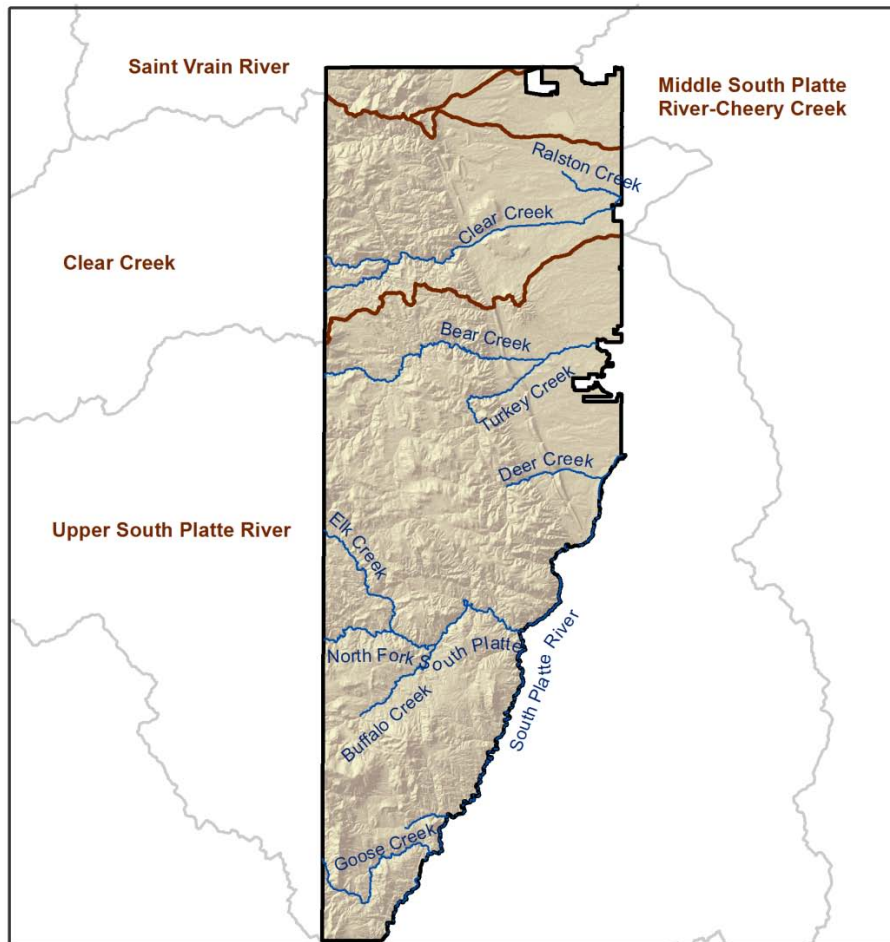 Saint Vrain River
Middle South Platte
River-Cheery Creek
Ralston Creek
Clear Creek
Clear Creek
Bear Creek
Turkey Creek
Deer Creek
Upper South Platte River
Elk Creek
North Fork South Platte
South Platte River
Buffalo Creek
Goose Creek